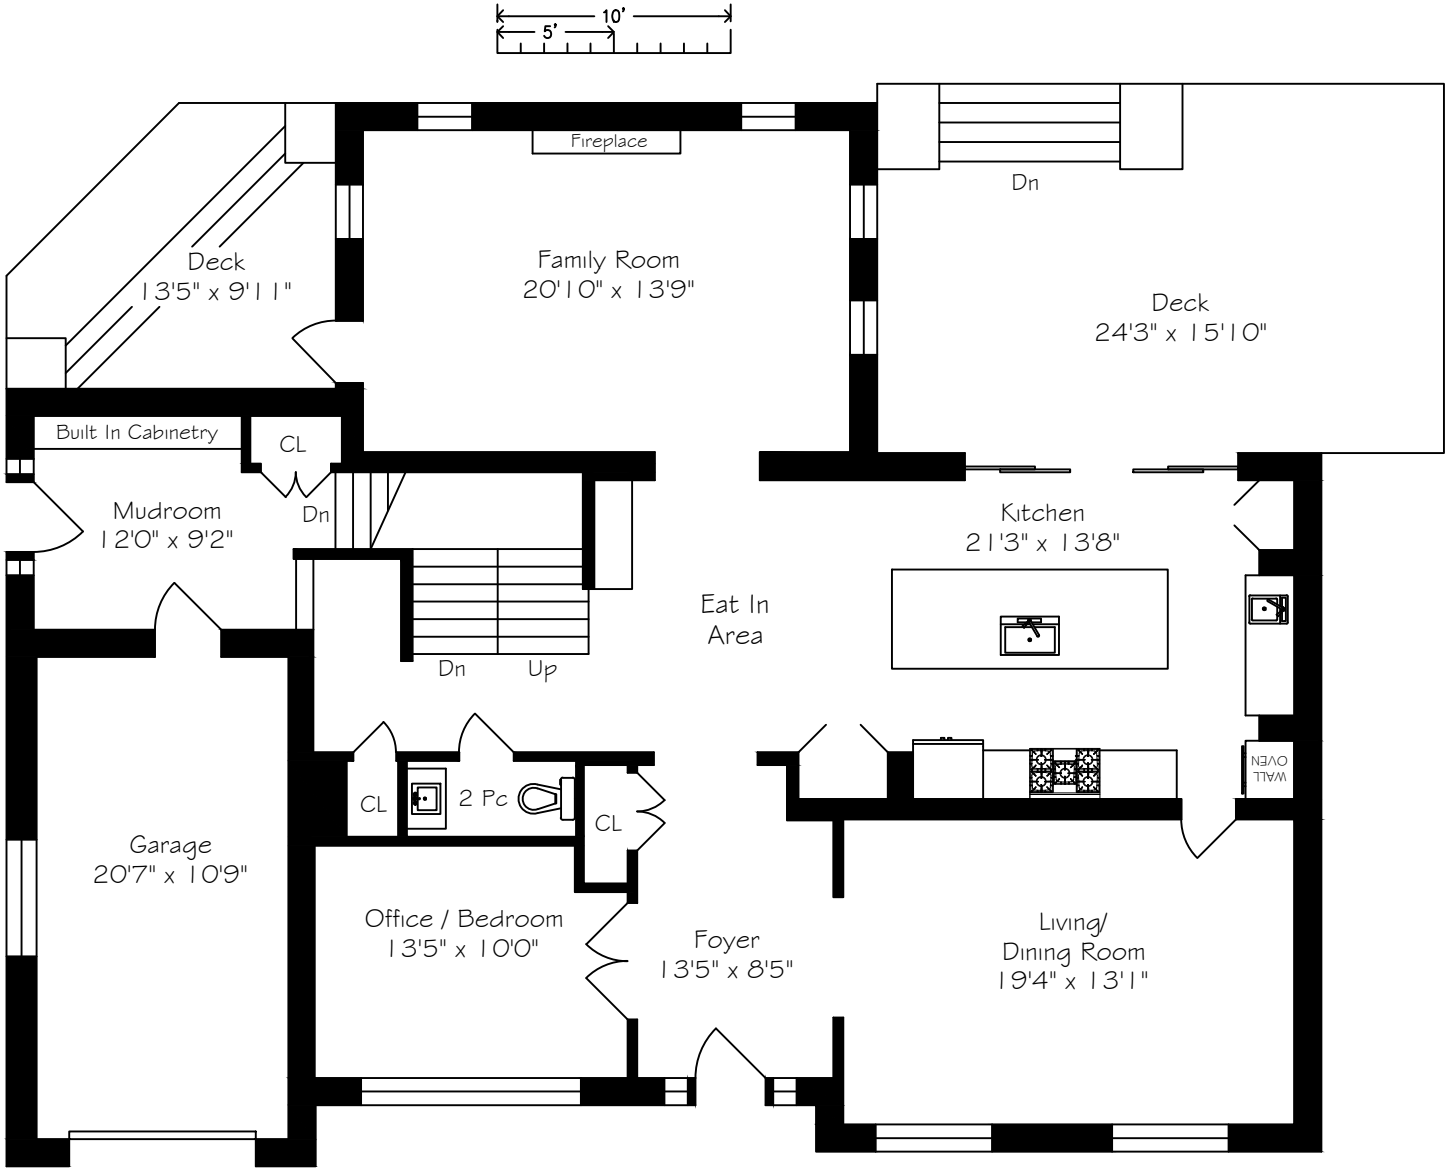 10'
5'
Fireplace
Dn
Family Room
20'10" x 13'9"
Deck
13'5" x 9'11"
Deck
24'3" x 15'10"
Built In Cabinetry
CL
Mudroom
12'0" x 9'2"
Dn
Kitchen
21'3" x 13'8"
Eat In
Area
Dn
Up
WALL
OVEN
2 Pc
CL
CL
Garage
20'7" x 10'9"
Office / Bedroom
13'5" x 10'0"
Foyer
13'5" x 8'5"
Living/
Dining Room
19'4" x 13'1"